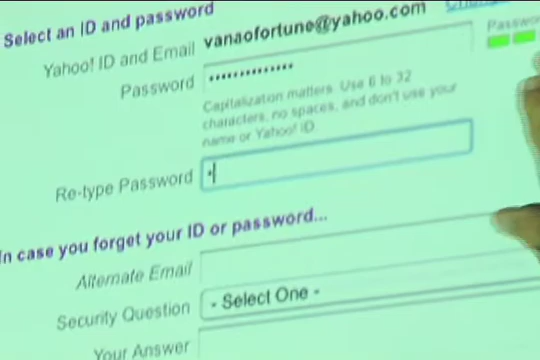 Select an ID and password
Yahoo! ID and Email vanaofortune@yahoo.com
Password ••••••••••••••
Capitalization matters. Use 6 to 32
characters, no spaces, and don't use your
name or Yahoo! ID.
Re-type Password •
In case you forget your ID or password...
Alternate Email
Security Question - Select One -
Your Answer